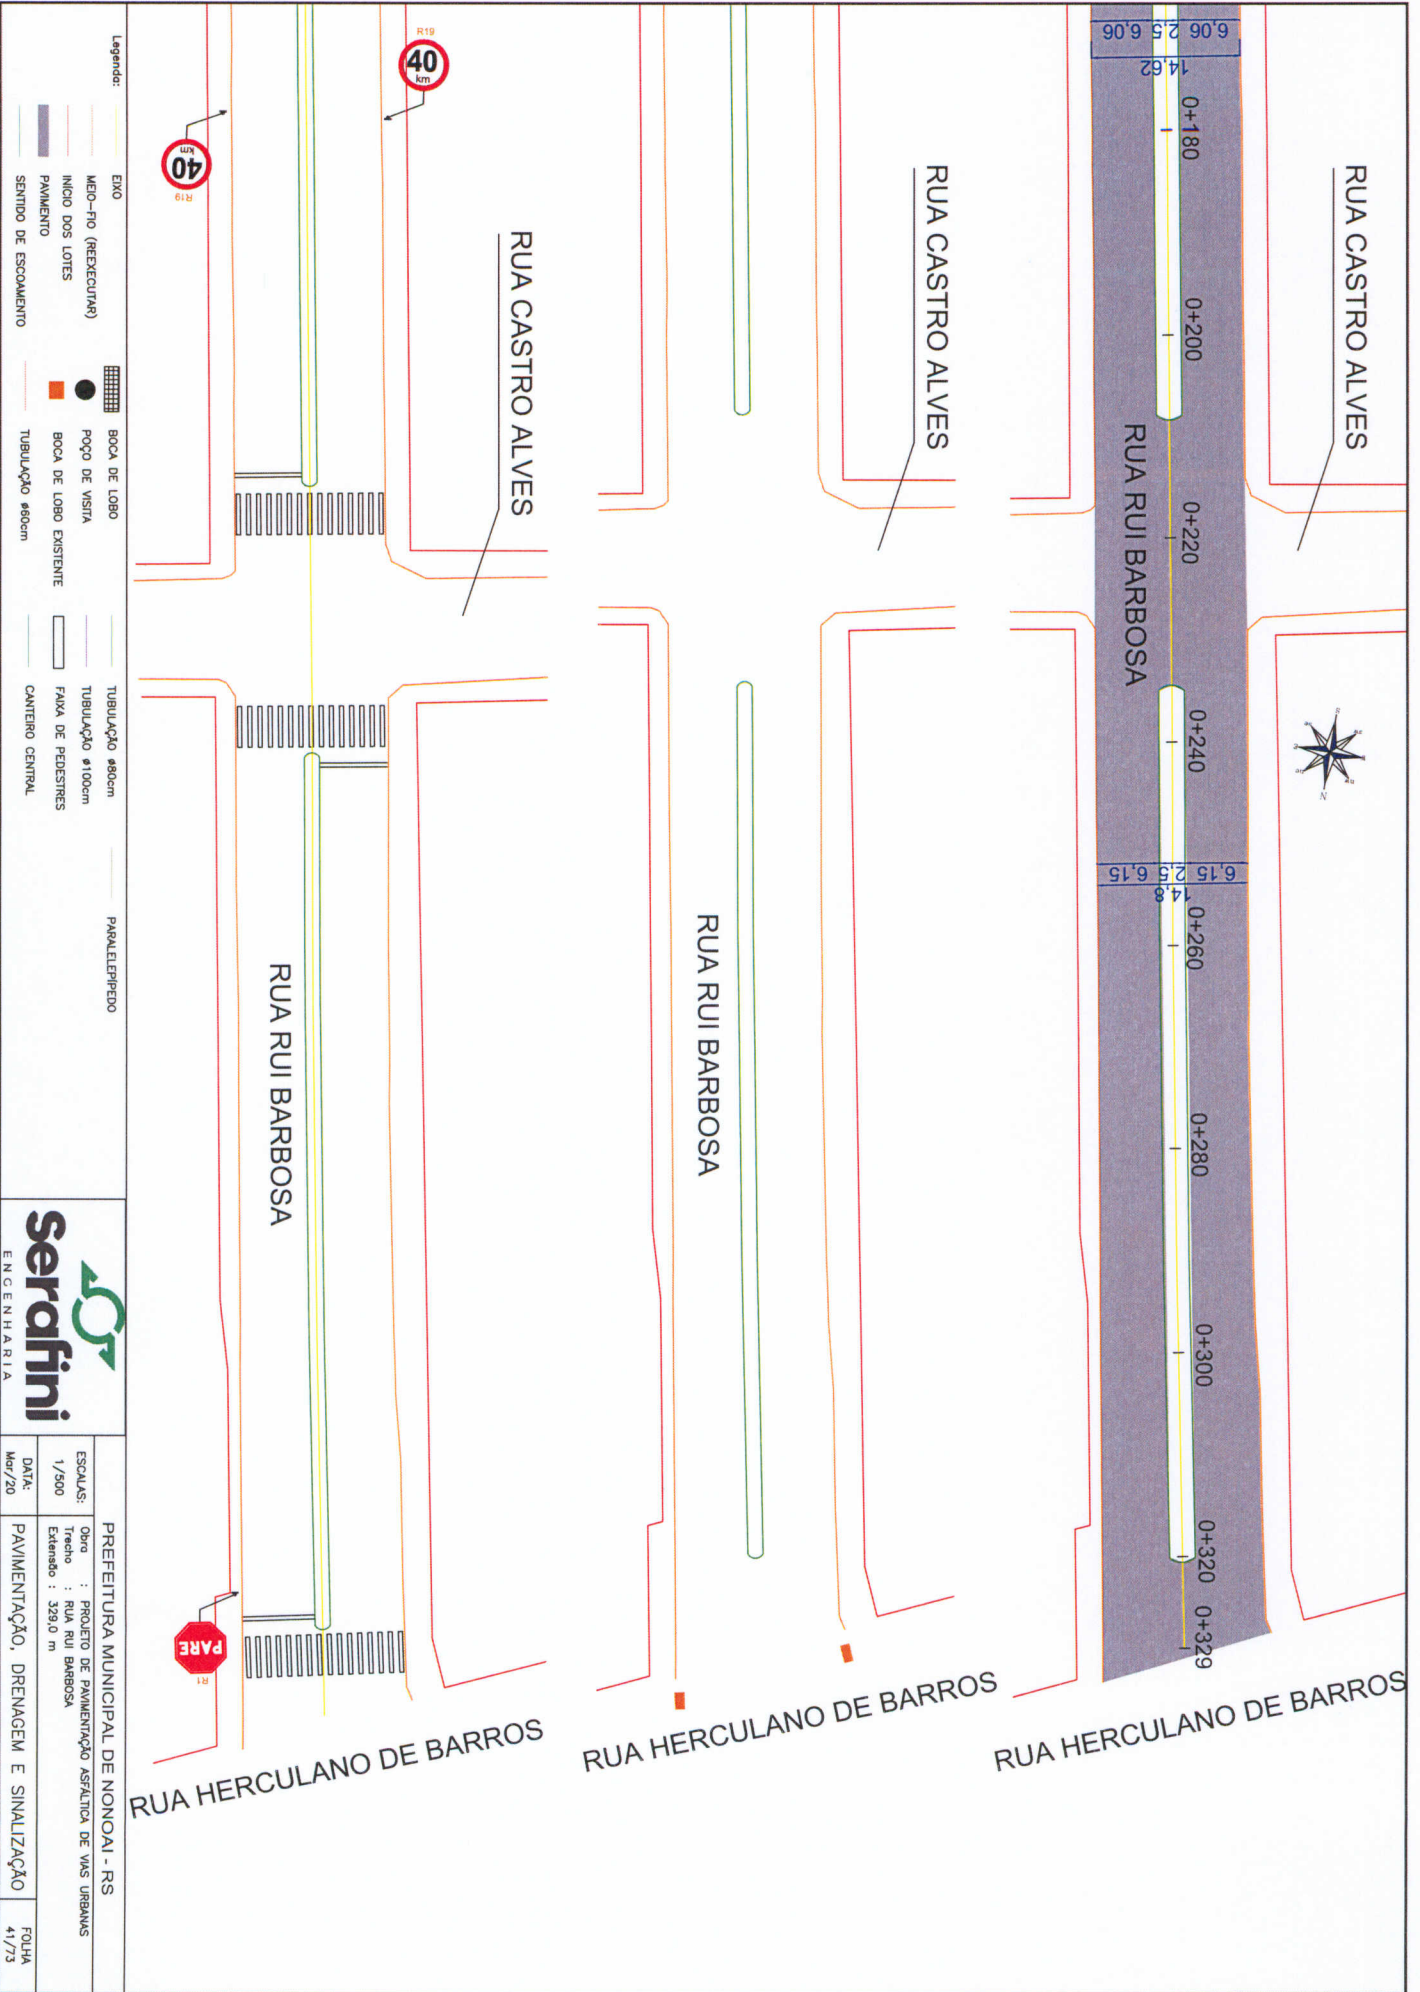 RUA CASTRO ALVES
0+180
0+200
0+220
0+240
0+260
0+280
0+300
0+320
0+329
6,06
2,5
6,06
14,62
6,15
2,5
6,15
14,8
RUA RUI BARBOSA
RUA HERCULANO DE BARROS
N
RUA CASTRO ALVES
RUA RUI BARBOSA
RUA HERCULANO DE BARROS
R19
40
km
RUA CASTRO ALVES
40
km
R19
RUA RUI BARBOSA
PARE
R1
RUA HERCULANO DE BARROS
Legenda:
EIXO
MEIO-FIO (REEXECUTAR)
INÍCIO DOS LOTES
PAVIMENTO
SENTIDO DE ESCOAMENTO
BOCA DE LOBO
POÇO DE VISITA
BOCA DE LOBO EXISTENTE
TUBULAÇÃO ø60cm
TUBULAÇÃO ø80cm
TUBULAÇÃO ø100cm
FAIXA DE PEDESTRES
CANTEIRO CENTRAL
PARALELEPÍPEDO
serafini
ENGENHARIA
PREFEITURA MUNICIPAL DE NONOAI - RS
ESCALAS:
1/500
Obra : PROJETO DE PAVIMENTAÇÃO ASFÁLTICA DE VIAS URBANAS
Trecho : RUA RUI BARBOSA
Extensão : 329,0 m
DATA:
Mar/20
PAVIMENTAÇÃO, DRENAGEM E SINALIZAÇÃO
FOLHA
41/73